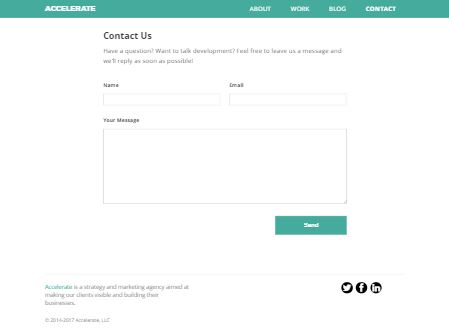 ACCELERATE
ABOUT WORK BLOG CONTACT
Contact Us
Have a question? Want to talk development? Feel free to leave us a message and
we'll reply as soon as possible!
Name Email
Your Message
Send
Accelerate is a strategy and marketing agency aimed at
making our clients visible and building their
businesses.
© 2014-2017 Accelerate, LLC